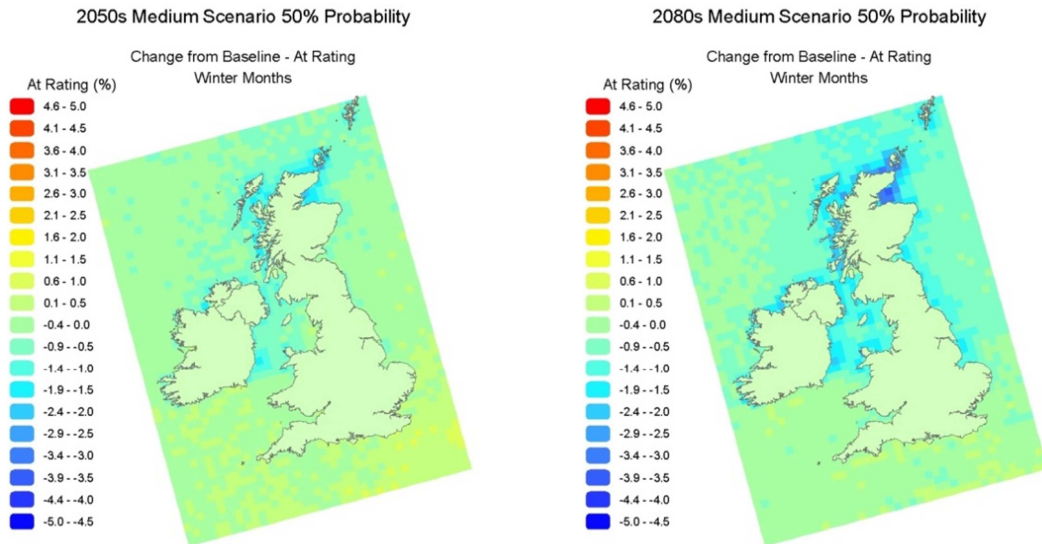 2050s Medium Scenario 50% Probability
Change from Baseline - At Rating
Winter Months
At Rating (%)
4.6 - 5.0
4.1 - 4.5
3.6 - 4.0
3.1 - 3.5
2.6 - 3.0
2.1 - 2.5
1.6 - 2.0
1.1 - 1.5
0.6 - 1.0
0.1 - 0.5
-0.4 - 0.0
-0.9 - -0.5
-1.4 - -1.0
-1.9 - -1.5
-2.4 - -2.0
-2.9 - -2.5
-3.4 - -3.0
-3.9 - -3.5
-4.4 - -4.0
-5.0 - -4.5
2080s Medium Scenario 50% Probability
Change from Baseline - At Rating
Winter Months
At Rating (%)
4.6 - 5.0
4.1 - 4.5
3.6 - 4.0
3.1 - 3.5
2.6 - 3.0
2.1 - 2.5
1.6 - 2.0
1.1 - 1.5
0.6 - 1.0
0.1 - 0.5
-0.4 - 0.0
-0.9 - -0.5
-1.4 - -1.0
-1.9 - -1.5
-2.4 - -2.0
-2.9 - -2.5
-3.4 - -3.0
-3.9 - -3.5
-4.4 - -4.0
-5.0 - -4.5